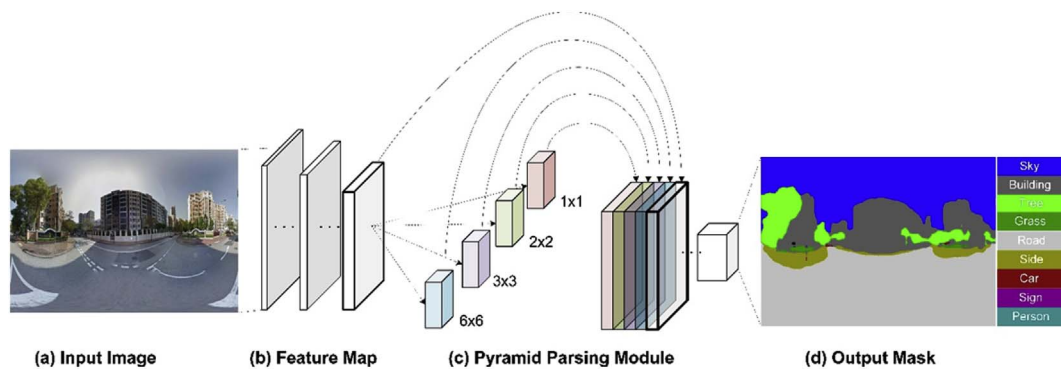 1x1
2x2
3x3
6x6
Sky
Building
Tree
Grass
Road
Side
Car
Sign
Person
(a) Input Image
(b) Feature Map
(c) Pyramid Parsing Module
(d) Output Mask